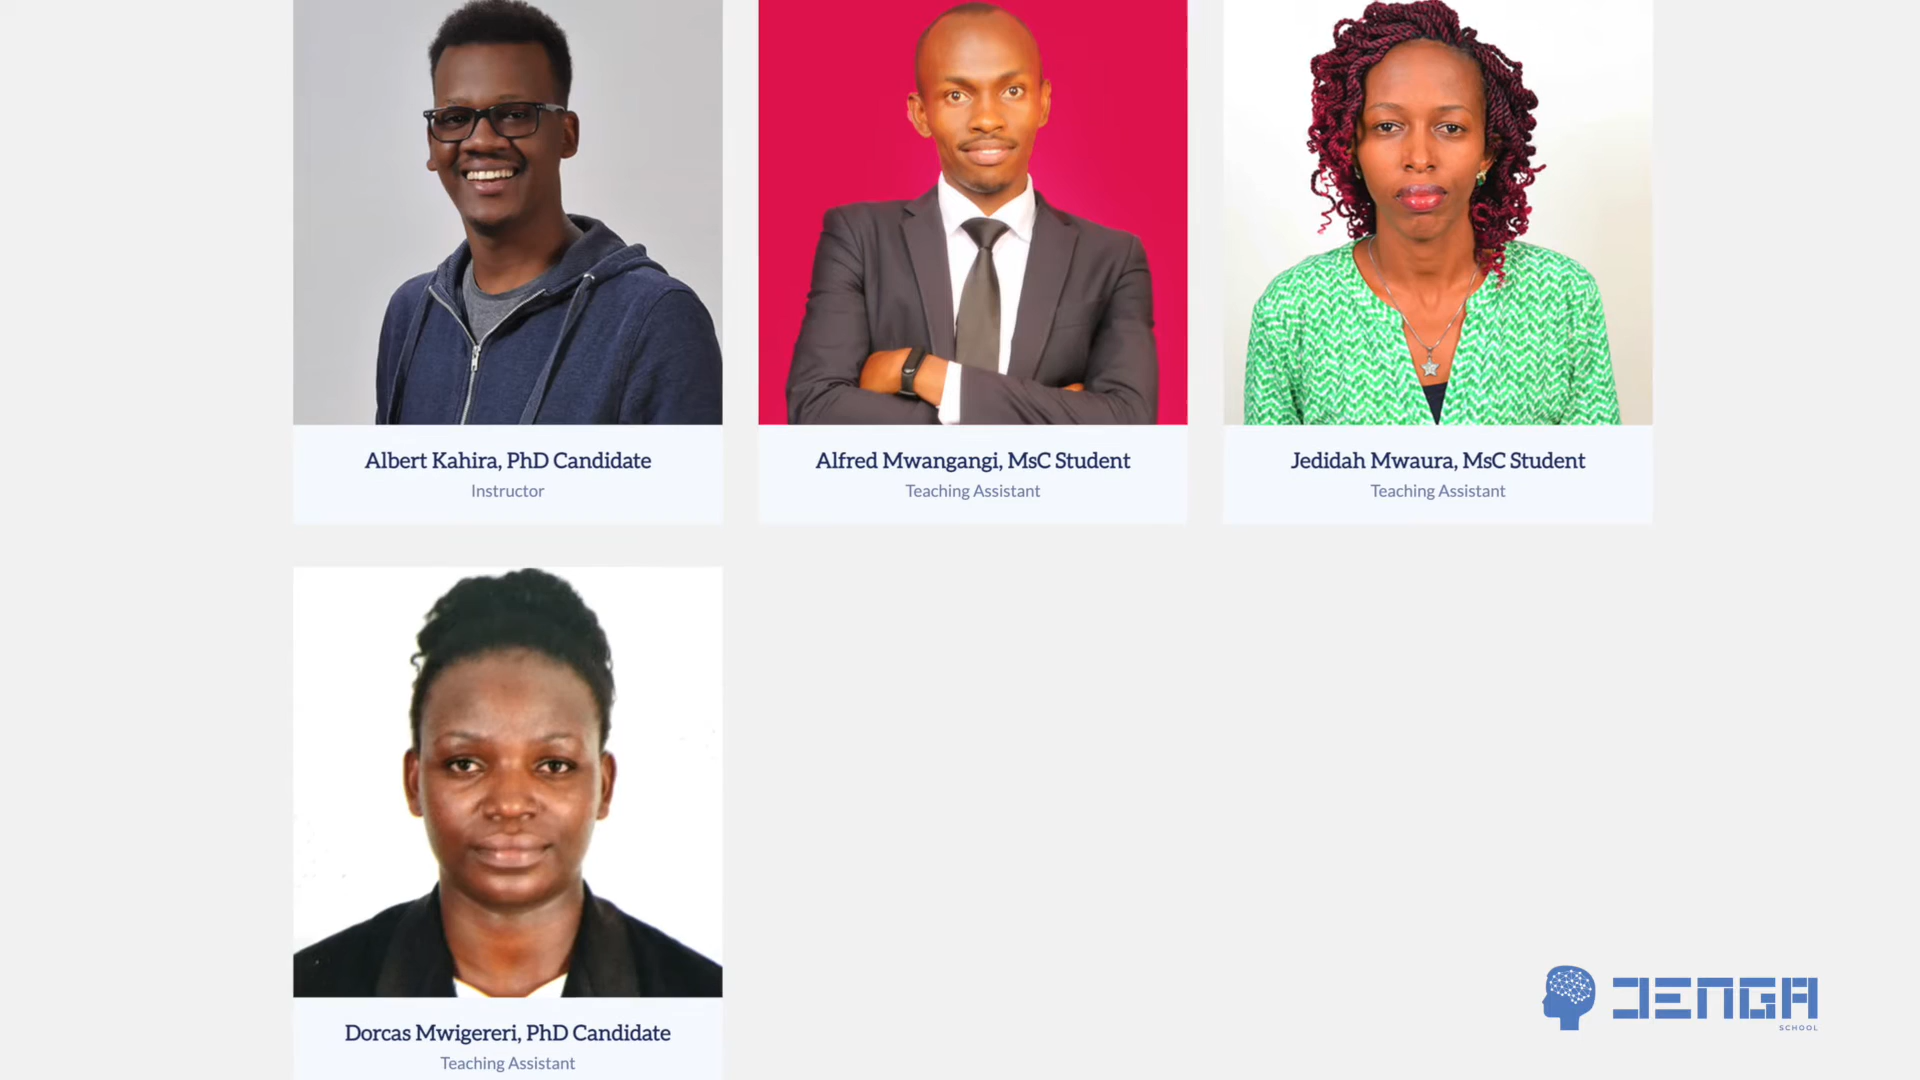 Albert Kahira, PhD Candidate
Instructor
Alfred Mwangangi, MsC Student
Teaching Assistant
Jedidah Mwaura, MsC Student
Teaching Assistant
Dorcas Mwigereri, PhD Candidate
Teaching Assistant
JENGA
SCHOOL